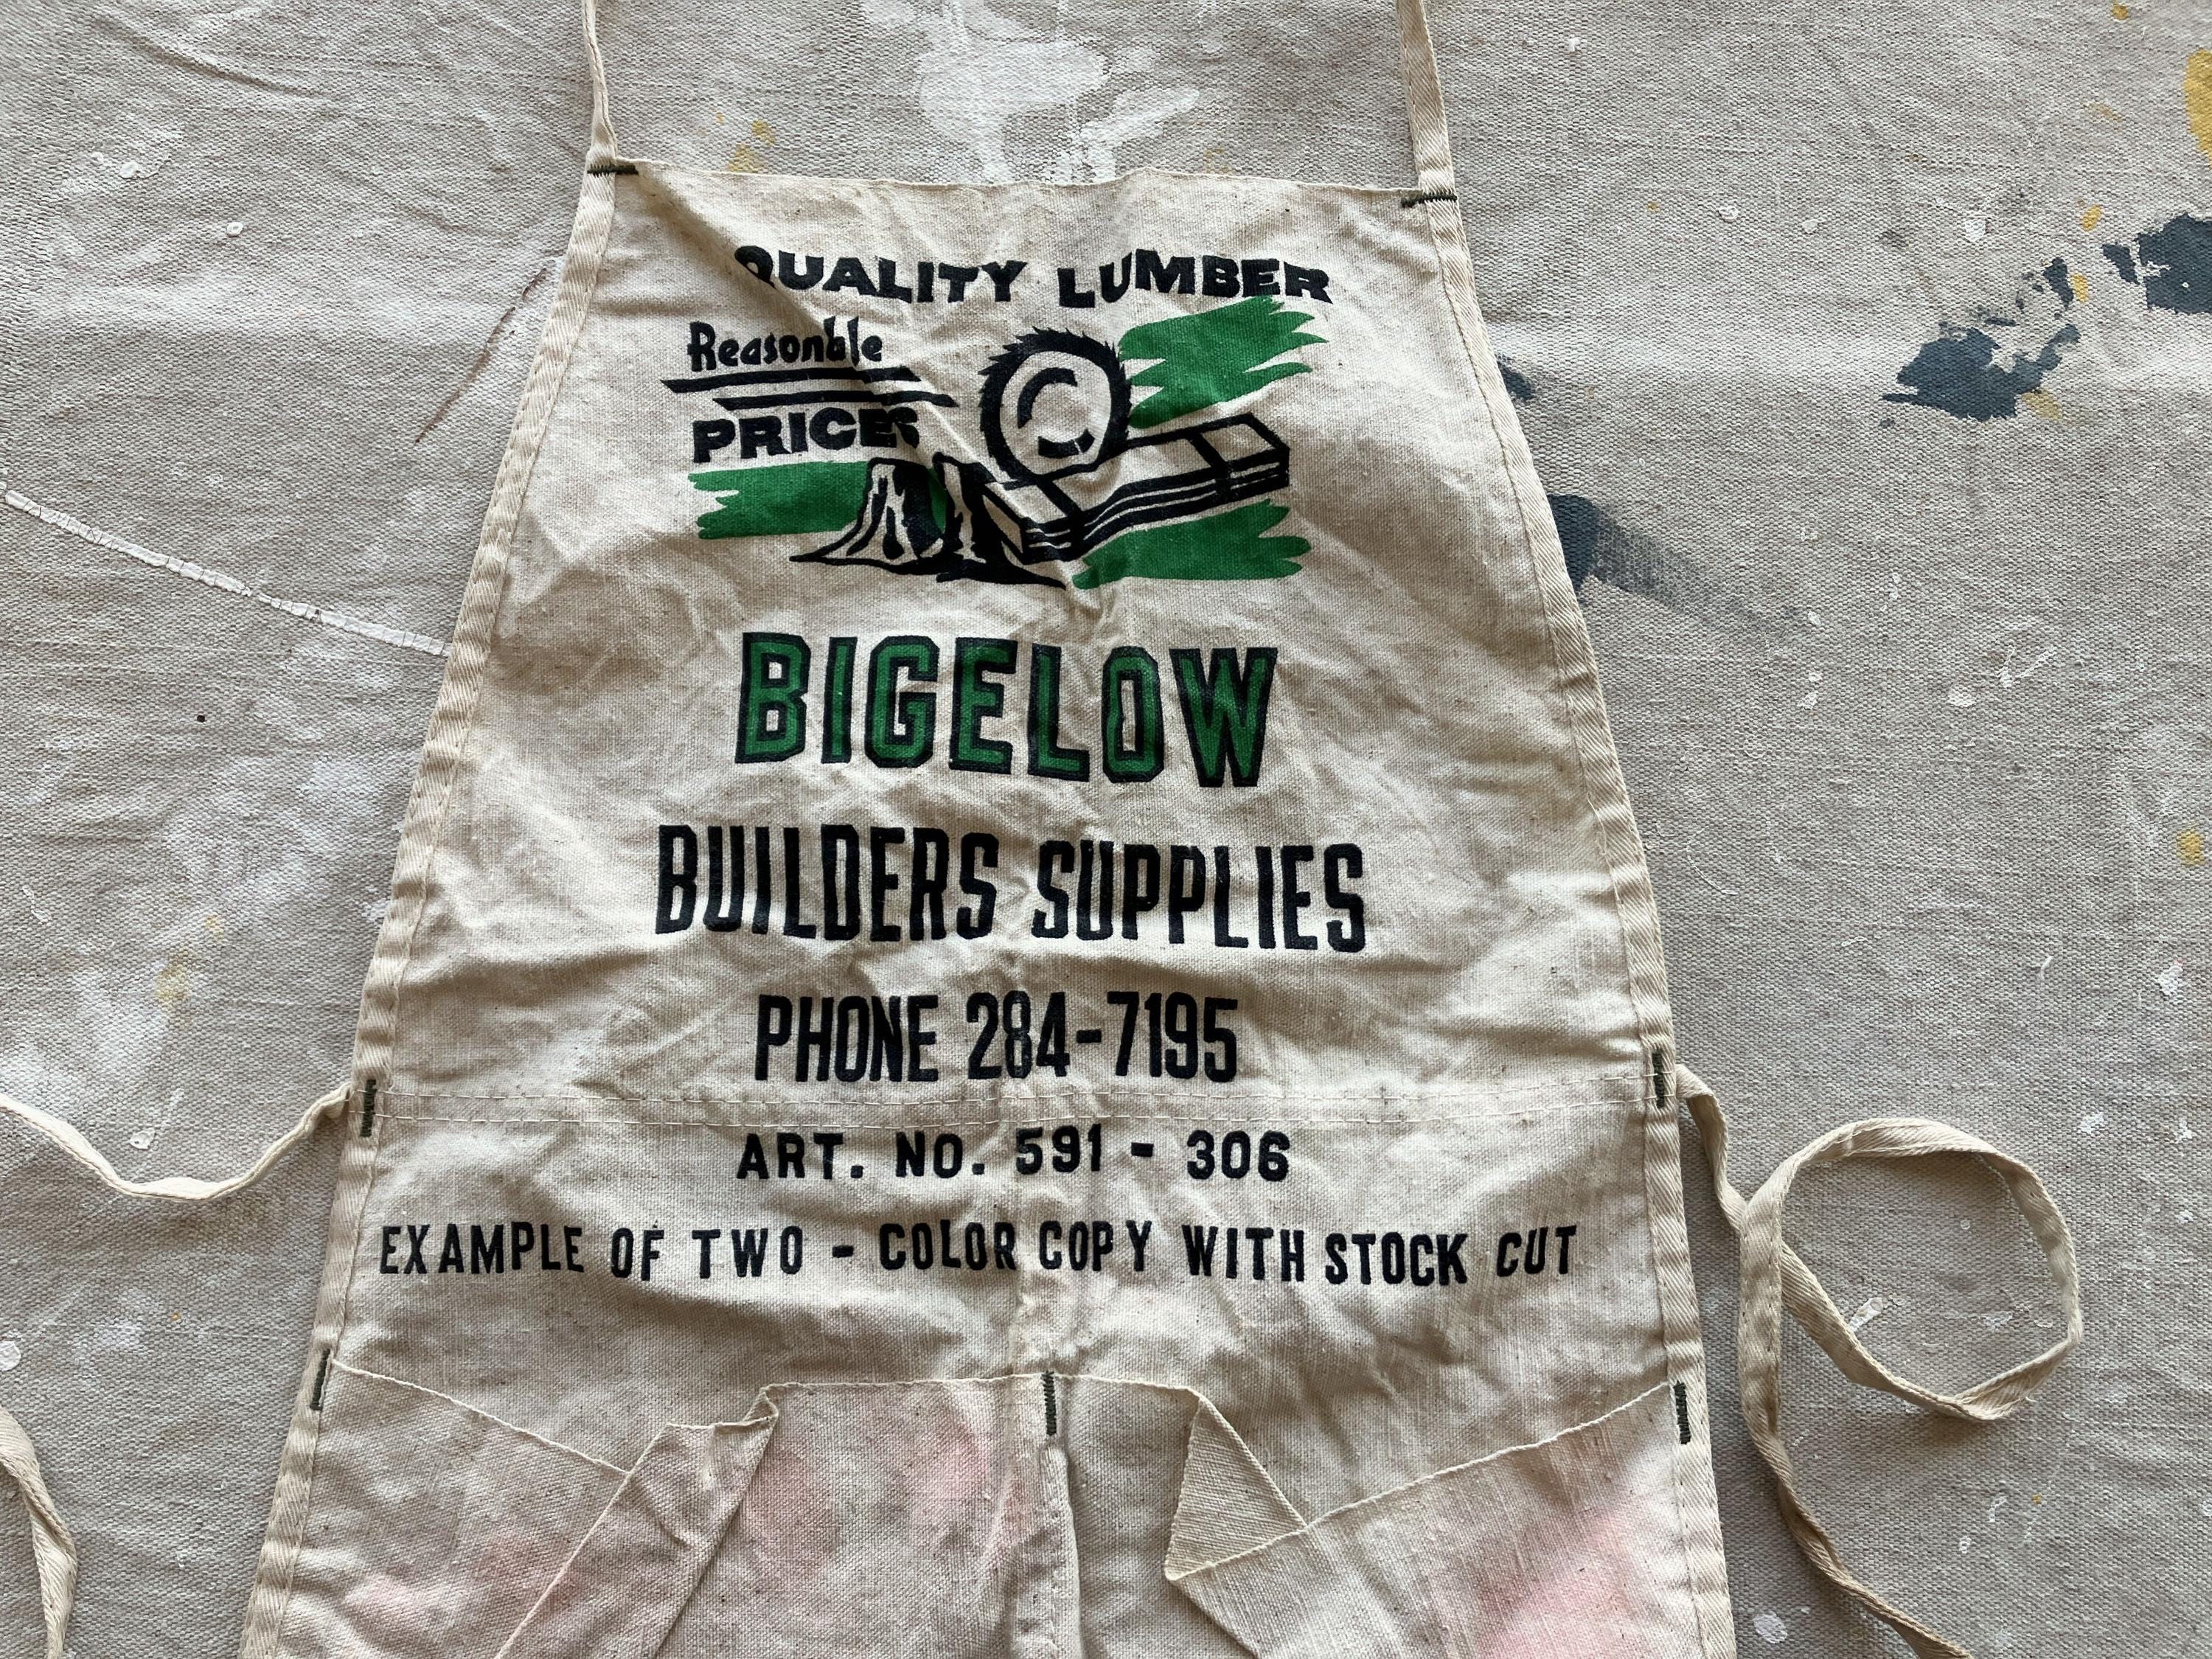 QUALITY LUMBER
Reasonable
PRICES
BIGELOW
BUILDERS SUPPLIES
PHONE 284-7195
ART. NO. 591 - 306
EXAMPLE OF TWO - COLOR COPY WITH STOCK CUT